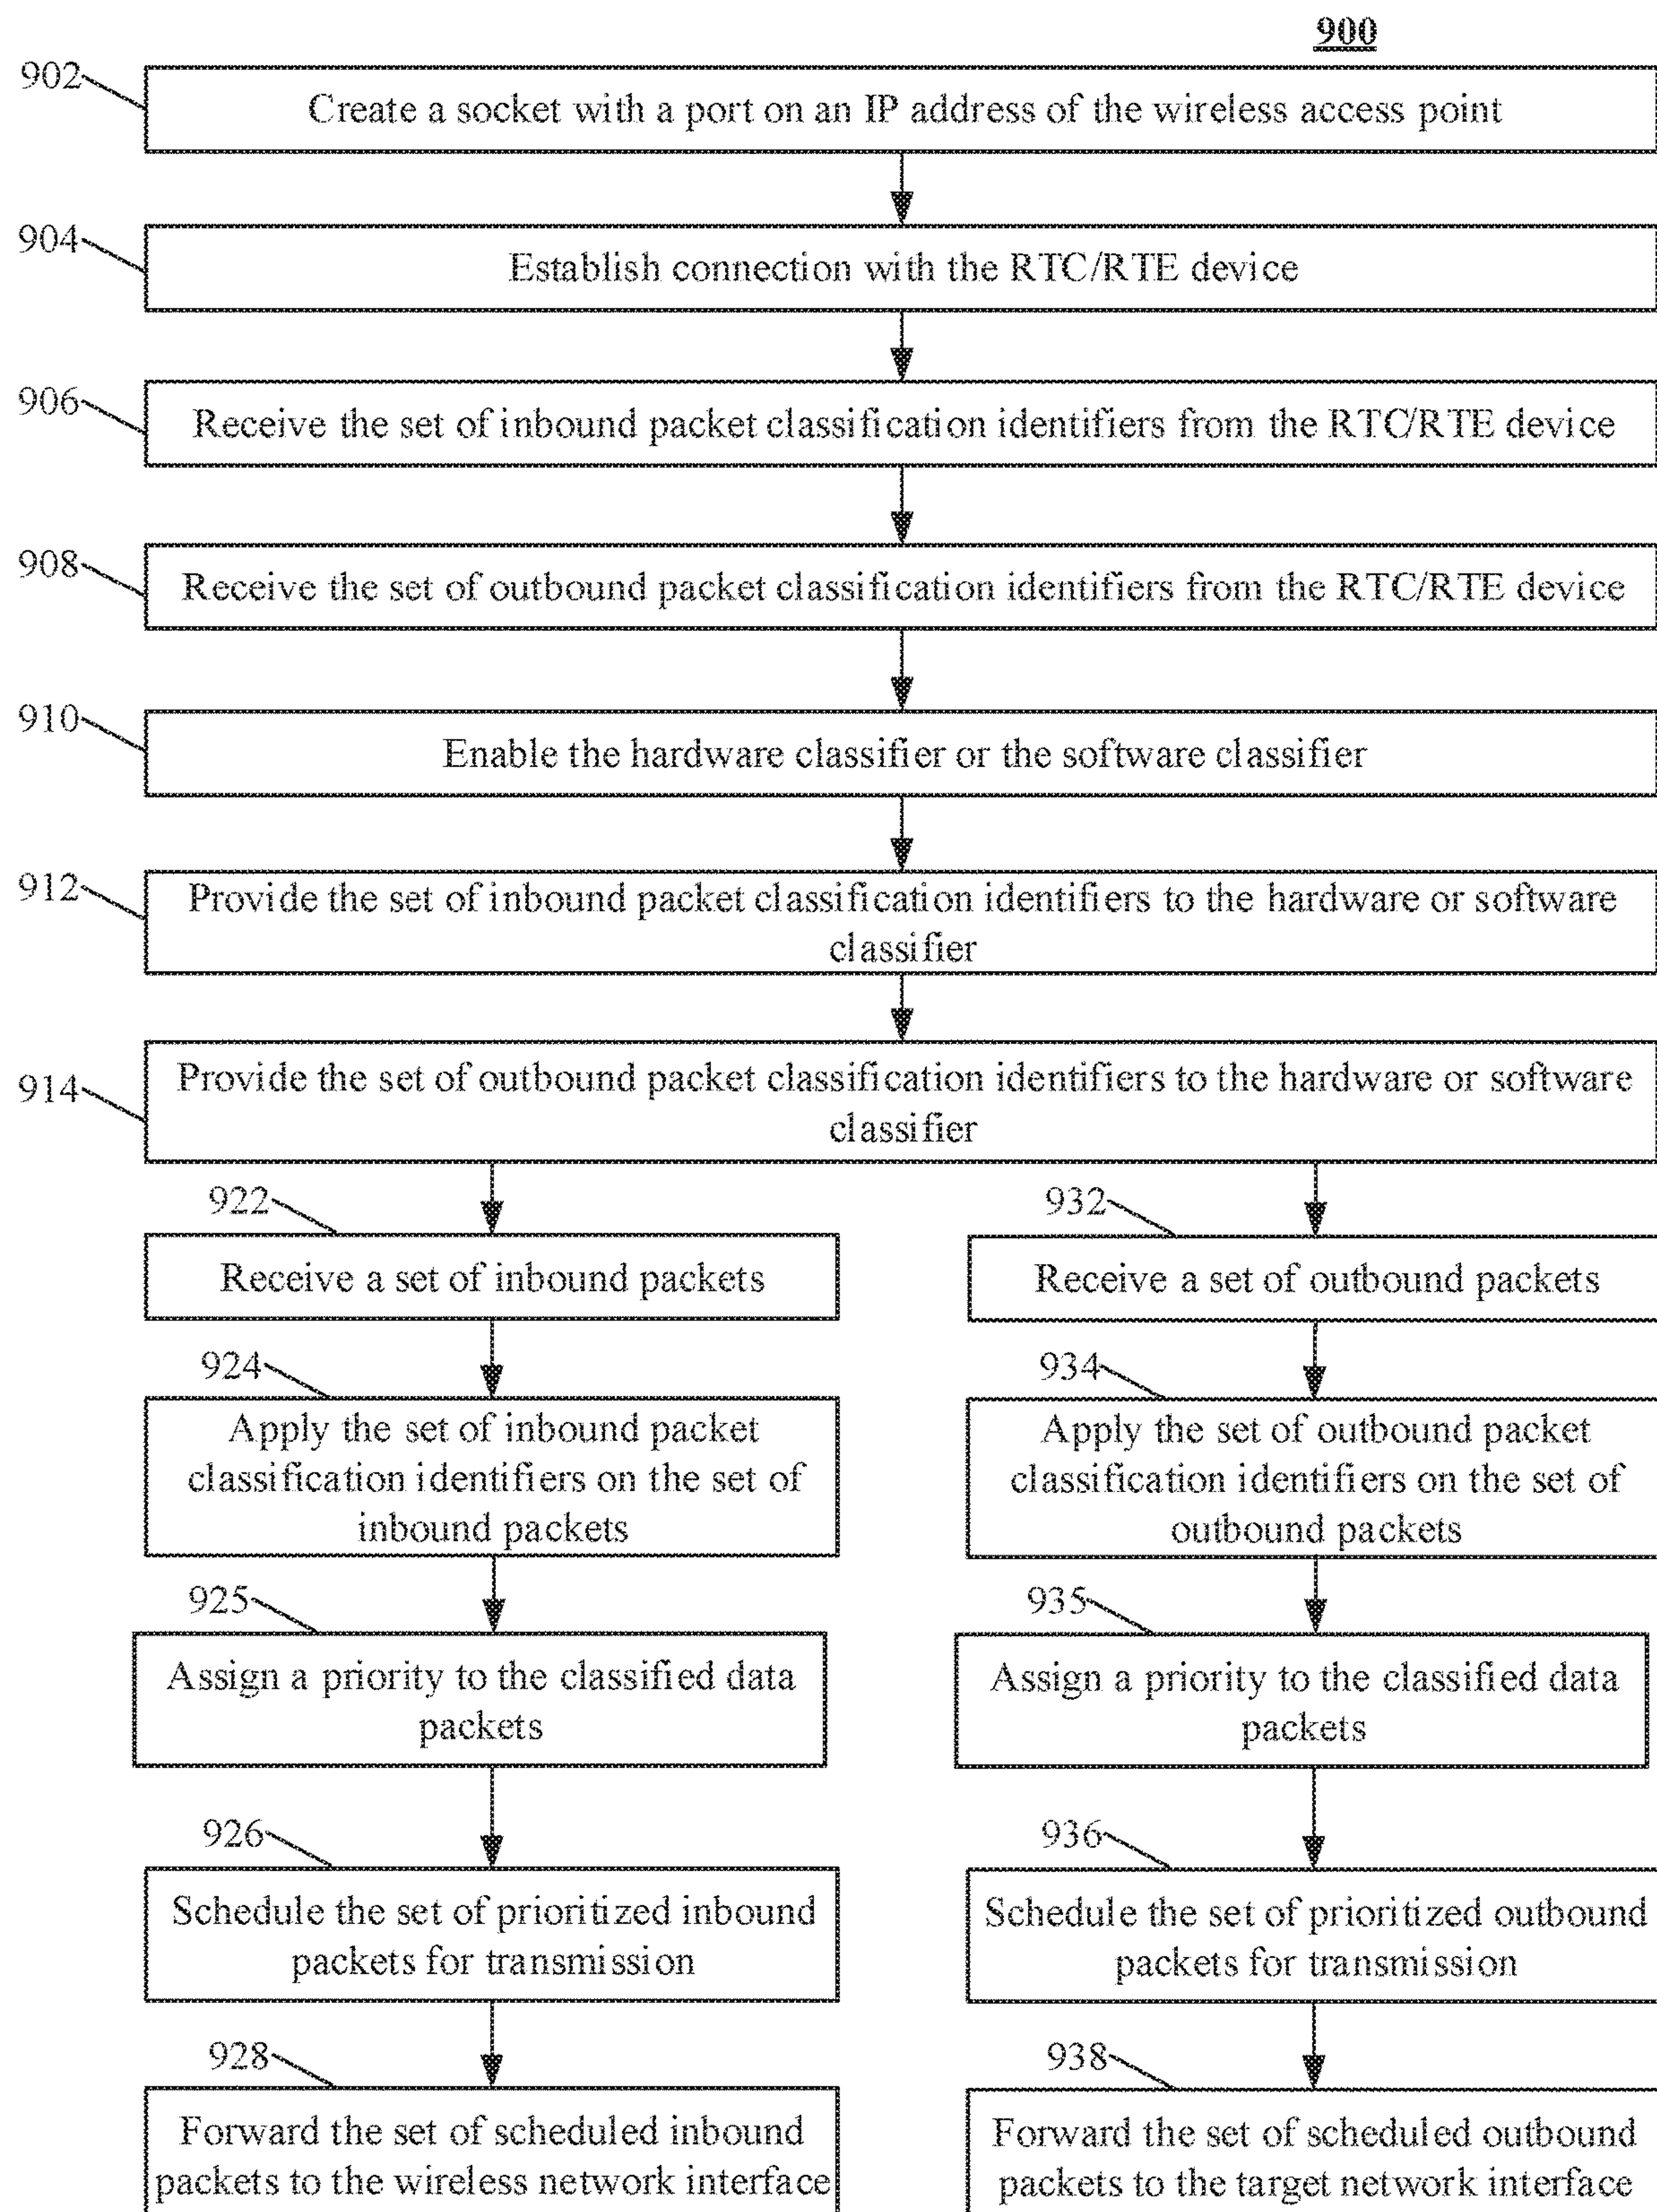 900
902
Create a socket with a port on an IP address of the wireless access point
904
Establish connection with the RTC/RTE device
906
Receive the set of inbound packet classification identifiers from the RTC/RTE device
908
Receive the set of outbound packet classification identifiers from the RTC/RTE device
910
Enable the hardware classifier or the software classifier
912
Provide the set of inbound packet classification identifiers to the hardware or software
classifier
914
Provide the set of outbound packet classification identifiers to the hardware or software
classifier
922
Receive a set of inbound packets
924
Apply the set of inbound packet
classification identifiers on the set of
inbound packets
925
Assign a priority to the classified data
packets
926
Schedule the set of prioritized inbound
packets for transmission
928
Forward the set of scheduled inbound
packets to the wireless network interface
932
Receive a set of outbound packets
934
Apply the set of outbound packet
classification identifiers on the set of
outbound packets
935
Assign a priority to the classified data
packets
936
Schedule the set of prioritized outbound
packets for transmission
938
Forward the set of scheduled outbound
packets to the target network interface